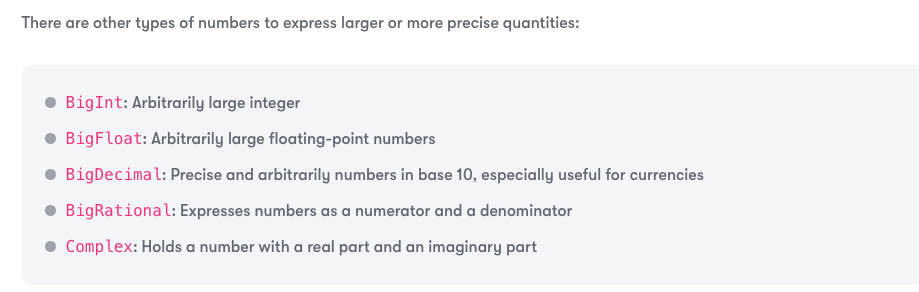 There are other types of numbers to express larger or more precise quantities:
BigInt: Arbitrarily large integer
BigFloat: Arbitrarily large floating-point numbers
BigDecimal: Precise and arbitrarily numbers in base 10, especially useful for currencies
BigRational: Expresses numbers as a numerator and a denominator
Complex: Holds a number with a real part and an imaginary part